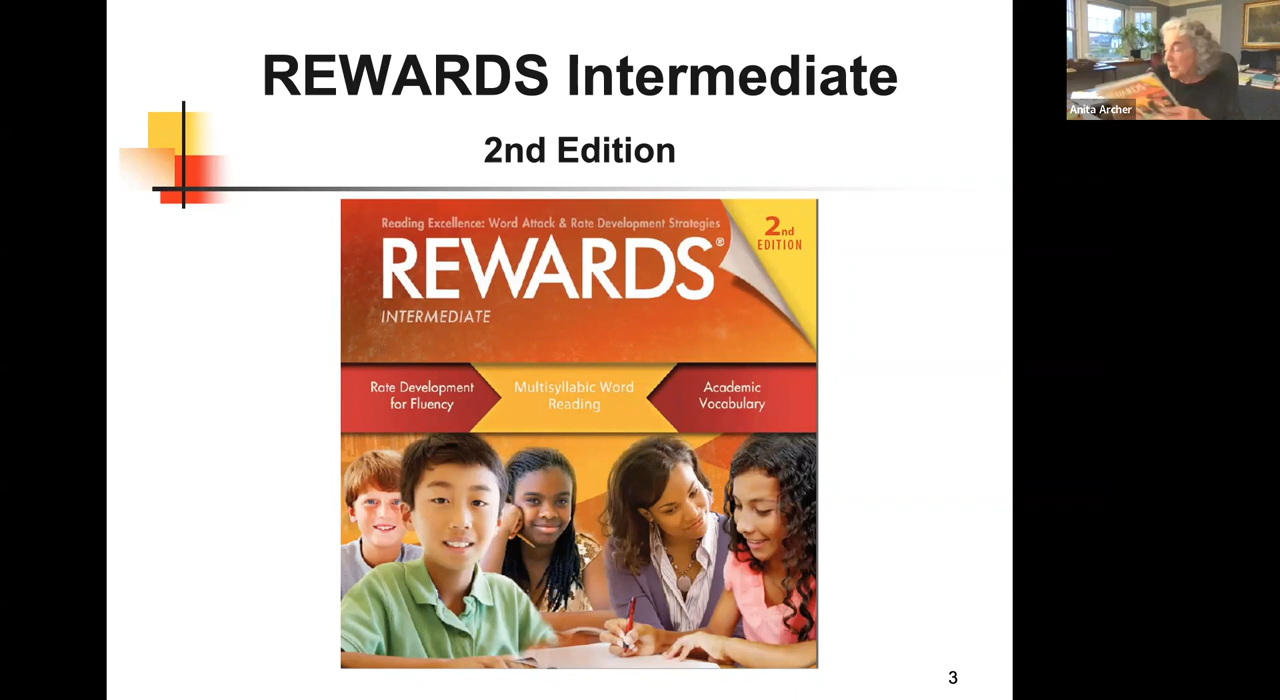 REWARDS Intermediate
2nd Edition
Reading Excellence: Word Attack & Rate Development Strategies
REWARDS®
INTERMEDIATE
2nd
EDITION
Rate Development
for Fluency
Multisyllabic Word
Reading
Academic
Vocabulary
3
Anita Archer